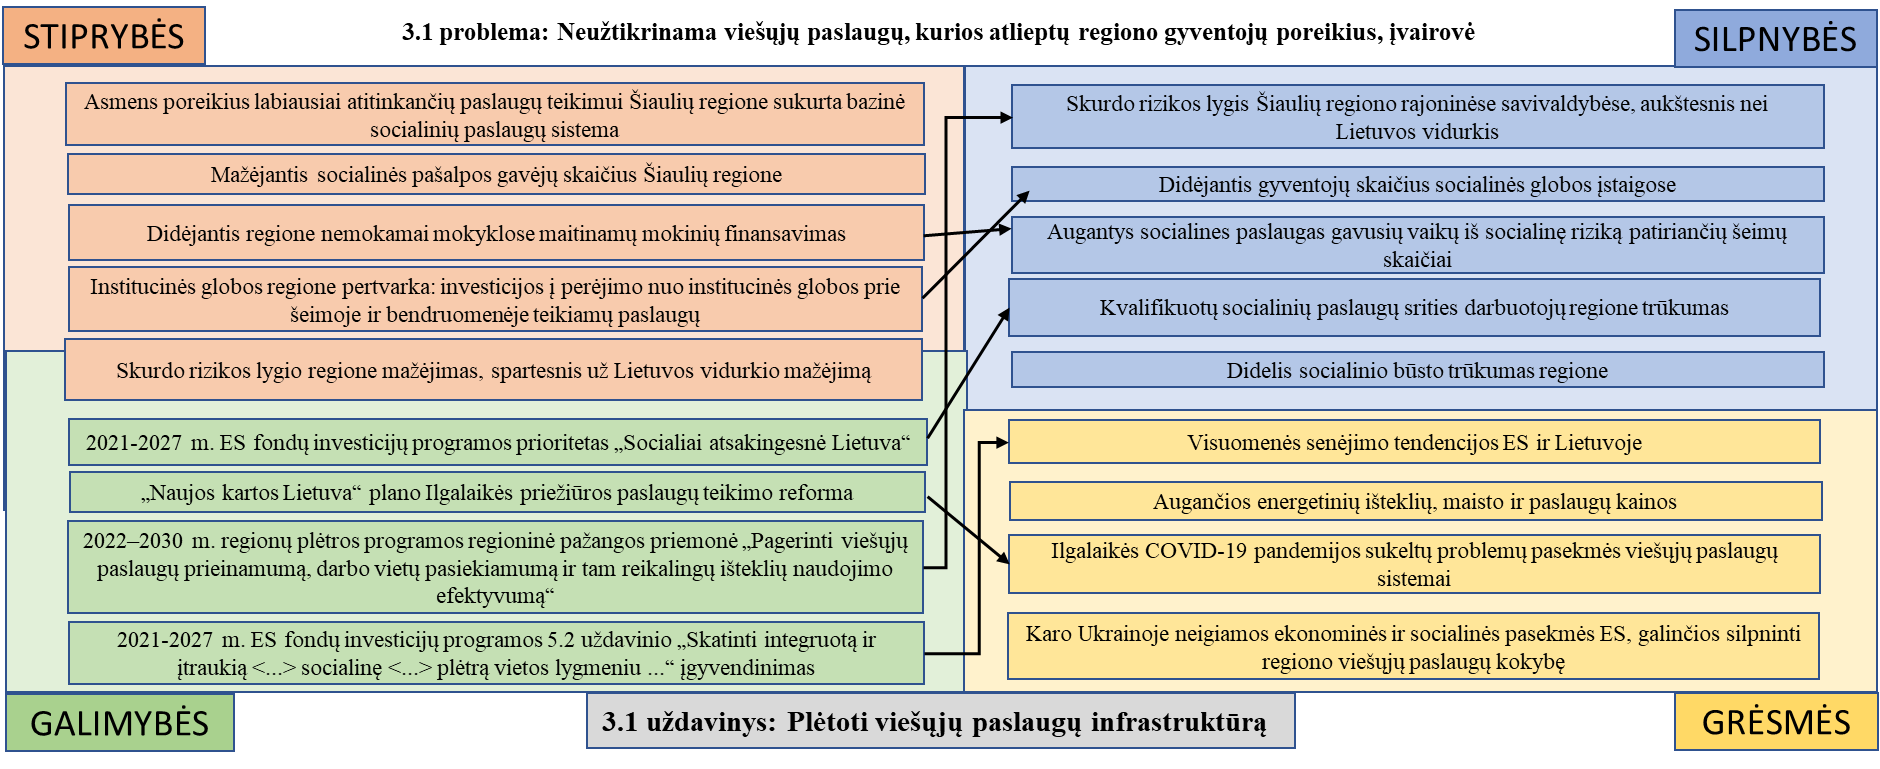 STIPRYBĖS
3.1 problema: Neužtikrinama viešųjų paslaugų, kurios atlieptų regiono gyventojų poreikius, įvairovė
SILPNYBĖS
Asmens poreikius labiausiai atitinkančių paslaugų teikimui Šiaulių regione sukurta bazinė
socialinių paslaugų sistema
Mažėjantis socialinės pašalpos gavėjų skaičius Šiaulių regione
Didėjantis regione nemokamai mokyklose maitinamų mokinių finansavimas
Institucinės globos regione pertvarka: investicijos į perėjimo nuo institucinės globos prie
šeimoje ir bendruomenėje teikiamų paslaugų
Skurdo rizikos lygio regione mažėjimas, spartesnis už Lietuvos vidurkio mažėjimą
Skurdo rizikos lygis Šiaulių regiono rajoninėse savivaldybėse, aukštesnis nei
Lietuvos vidurkis
Didėjantis gyventojų skaičius socialinės globos įstaigose
Augantys socialines paslaugas gavusių vaikų iš socialinę riziką patiriančių šeimų
skaičiai
Kvalifikuotų socialinių paslaugų srities darbuotojų regione trūkumas
Didelis socialinio būsto trūkumas regione
2021-2027 m. ES fondų investicijų programos prioritetas „Socialiai atsakingesnė Lietuva“
„Naujos kartos Lietuva“ plano Ilgalaikės priežiūros paslaugų teikimo reforma
2022–2030 m. regionų plėtros programos regioninė pažangos priemonė „Pagerinti viešųjų
paslaugų prieinamumą, darbo vietų pasiekiamumą ir tam reikalingų išteklių naudojimo
efektyvumą“
2021-2027 m. ES fondų investicijų programos 5.2 uždavinio „Skatinti integruotą ir
įtraukią <...> socialinę <...> plėtrą vietos lygmeniu ...“ įgyvendinimas
Visuomenės senėjimo tendencijos ES ir Lietuvoje
Augančios energetinių išteklių, maisto ir paslaugų kainos
Ilgalaikės COVID-19 pandemijos sukeltų problemų pasekmės viešųjų paslaugų
sistemai
Karo Ukrainoje neigiamos ekonominės ir socialinės pasekmės ES, galinčios silpninti
regiono viešųjų paslaugų kokybę
GALIMYBĖS
3.1 uždavinys: Plėtoti viešųjų paslaugų infrastruktūrą
GRĖSMĖS